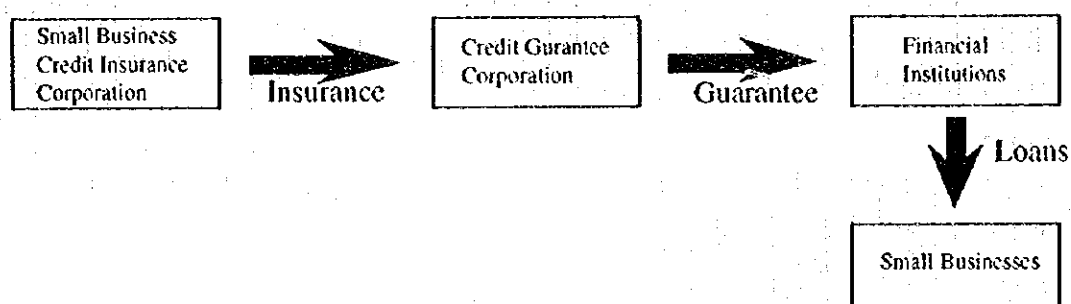 Small Business
Credit Insurance
Corporation
Insurance
Credit Gurantee
Corporation
Guarantee
Financial
Institutions
Loans
Small Businesses